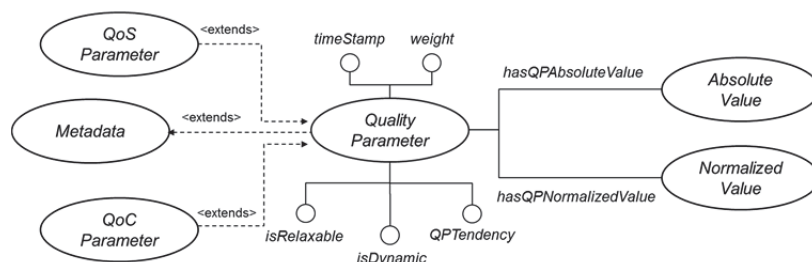 QoS
Parameter
<extends>
timeStamp
weight
hasQPAbsoluteValue
Absolute
Value
Metadata
<extends>
Quality
Parameter
Normalized
Value
hasQPNormalizedValue
QoC
Parameter
<extends>
isRelaxable
isDynamic
QPTendency